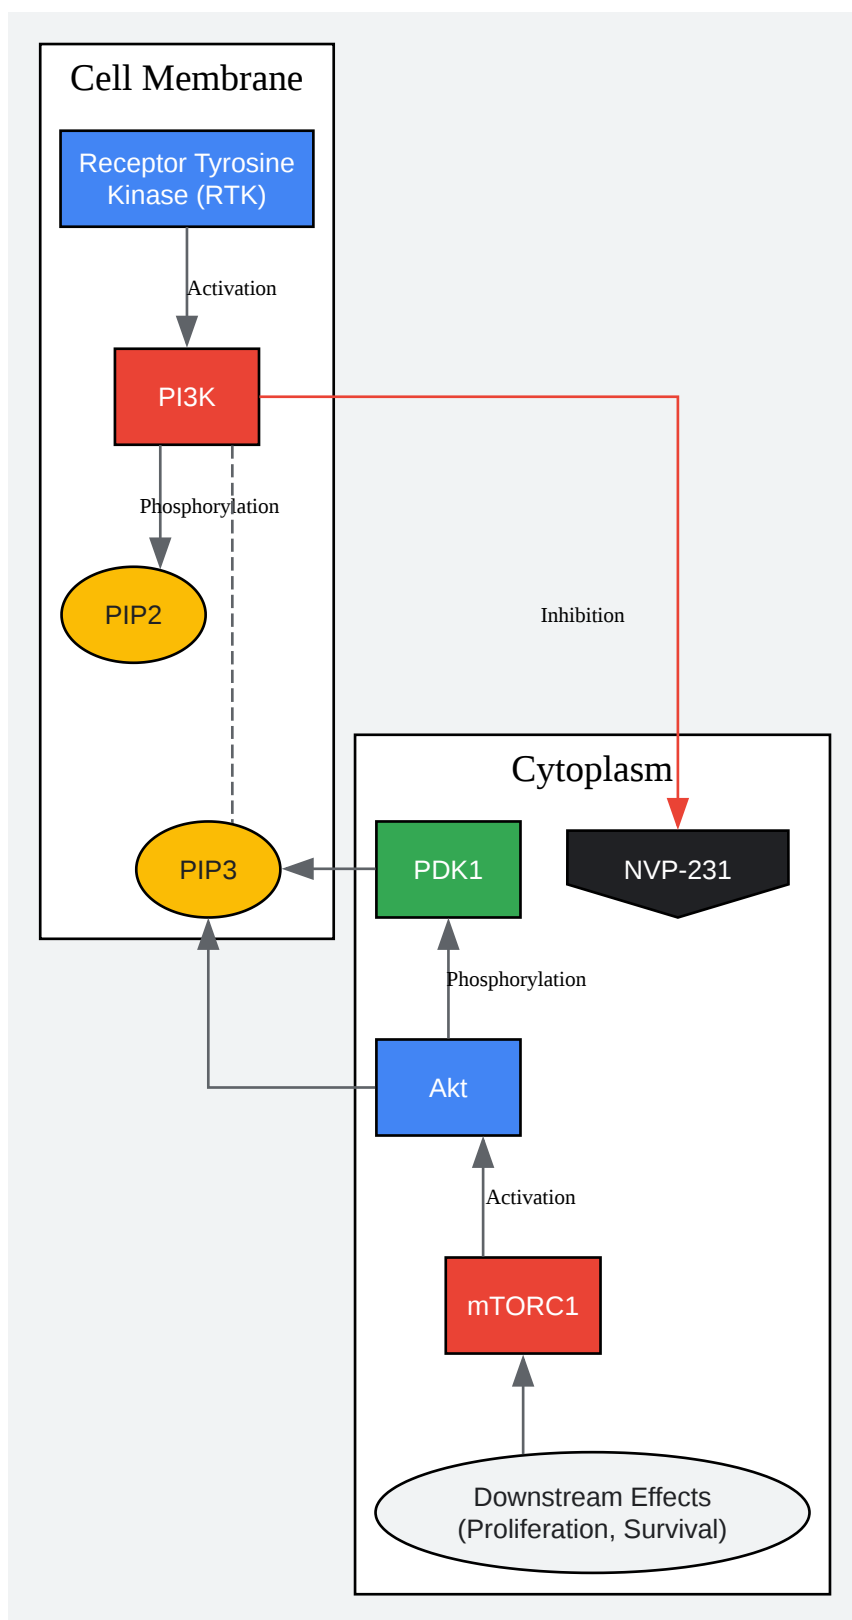 Cell Membrane
Receptor Tyrosine
Kinase (RTK)
Activation
PI3K
Phosphorylation
PIP2
Inhibition
Cytoplasm
PIP3
PDK1
NVP-231
Phosphorylation
Akt
Activation
mTORC1
Downstream Effects
(Proliferation, Survival)